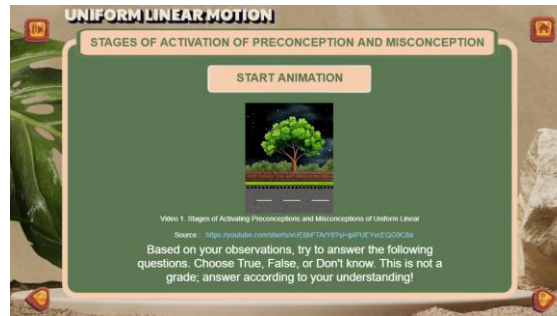 UNIFORM LINEAR MOTION
STAGES OF ACTIVATION OF PRECONCEPTION AND MISCONCEPTION
START ANIMATION
Video 1. Stages of Activating Preconceptions and Misconceptions of Uniform Linear
Source :
Based on your observations, try to answer the following
questions. Choose True, False, or Don't know. This is not a
grade; answer according to your understanding!